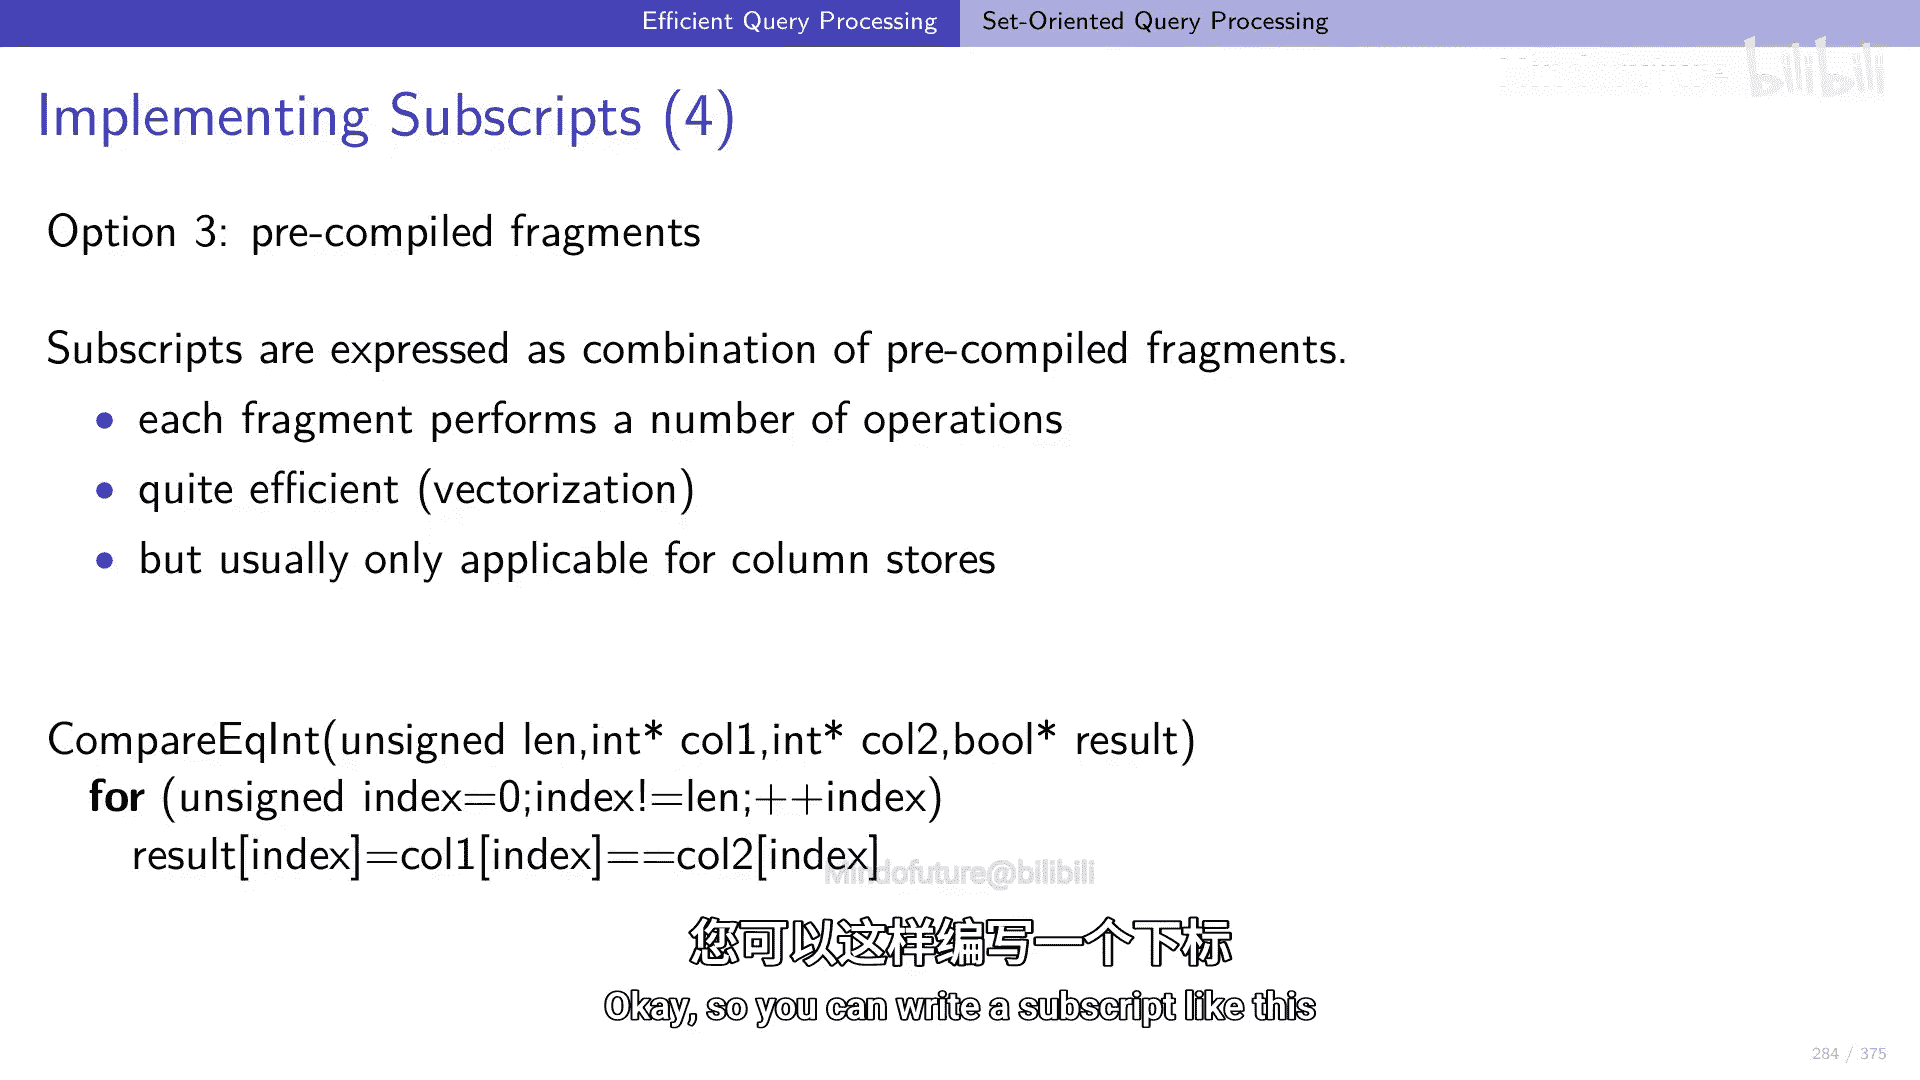 Efficient Query Processing Set-Oriented Query Processing
bilibili
Implementing Subscripts (4)
Option 3: pre-compiled fragments
Subscripts are expressed as combination of pre-compiled fragments.
• each fragment performs a number of operations
• quite efficient (vectorization)
• but usually only applicable for column stores
CompareEqInt(unsigned len,int* col1,int* col2,bool* result)
for (unsigned index=0;index!=len;++index)
result[index]=col1[index]==col2[index]
Mindofuture@bilibili
您可以这样编写一个下标
Okay, so you can write a subscript like this
284 / 375